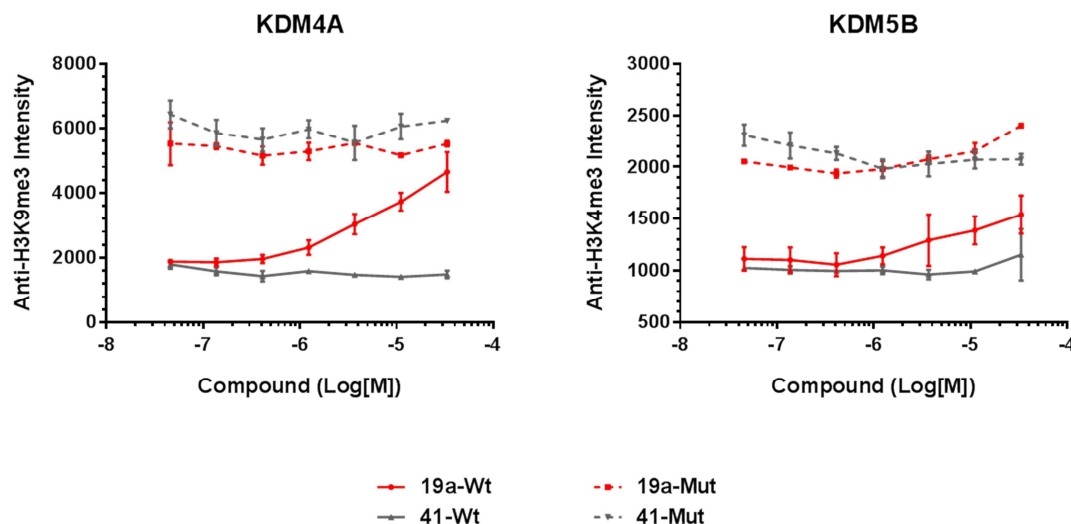 KDM4A
8000
6000
4000
2000
0
Anti-H3K9me3 Intensity
-8
-7
-6
-5
-4
Compound (Log[M])
KDM5B
3000
2500
2000
1500
1000
500
Anti-H3K4me3 Intensity
-8
-7
-6
-5
-4
Compound (Log[M])
19a-Wt
19a-Mut
41-Wt
41-Mut